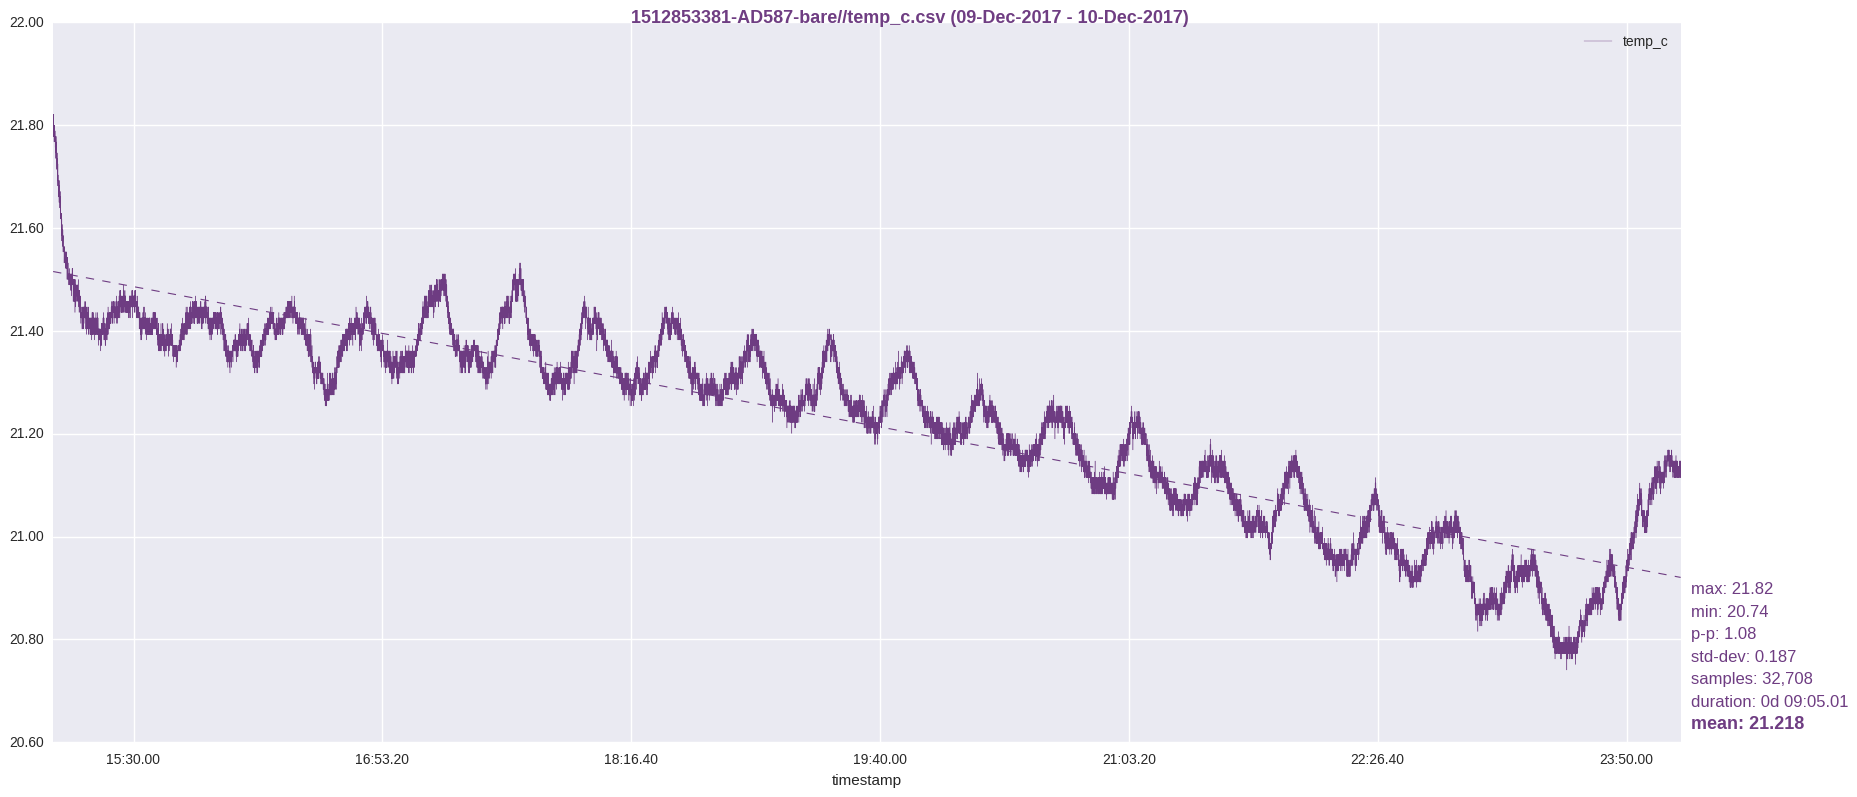 1512853381-AD587-bare//temp_c.csv (09-Dec-2017 - 10-Dec-2017)
temp_c
22.00
21.80
21.60
21.40
21.20
21.00
20.80
20.60
max: 21.82
min: 20.74
p-p: 1.08
std-dev: 0.187
samples: 32,708
duration: 0d 09:05.01
mean: 21.218
15:30.00 16:53.20 18:16.40 19:40.00 21:03.20 22:26.40 23:50.00
timestamp